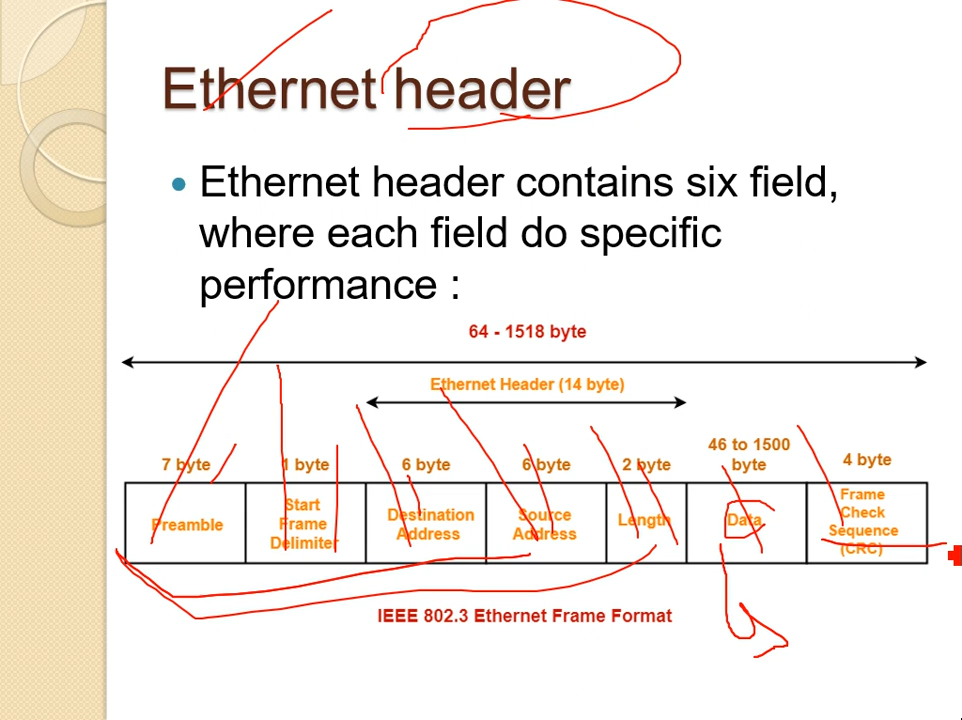 Ethernet header
Ethernet header contains six field,
where each field do specific
performance :
64 - 1518 byte
Ethernet Header (14 byte)
7 byte
1 byte
6 byte
6 byte
2 byte
46 to 1500
byte
4 byte
Preamble
Start
Frame
Delimiter
Destination
Address
Source
Address
Length
Data
Frame
Check
Sequence
(CRC)
IEEE 802.3 Ethernet Frame Format